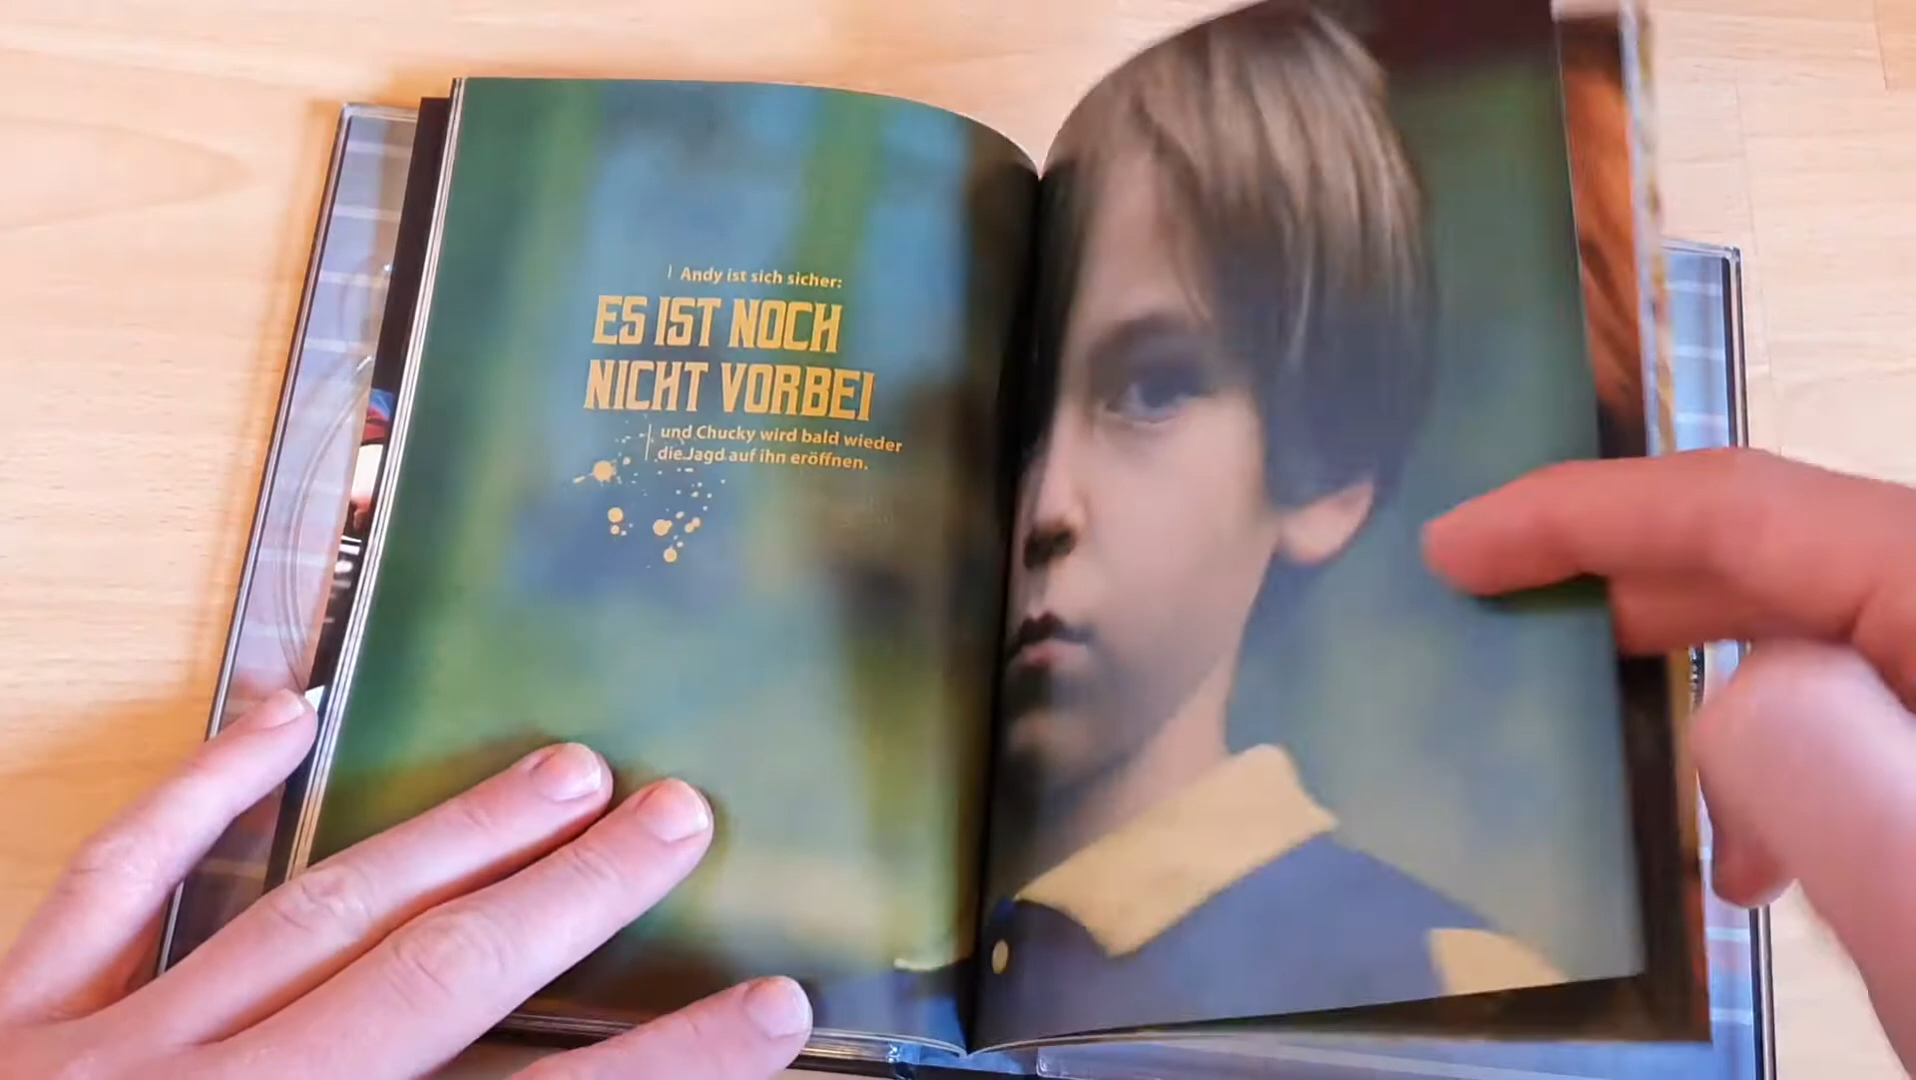 Andy ist sich sicher:
ES IST NOCH
NICHT VORBEI
und Chucky wird bald wieder
die Jagd auf ihn eröffnen.